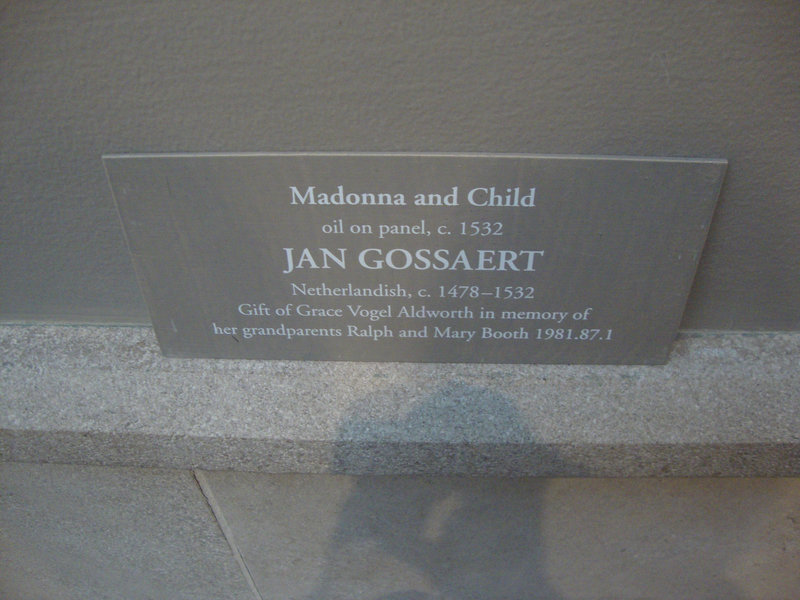 Madonna and Child
oil on panel, c. 1532
JAN GOSSAERT
Netherlandish, c. 1478–1532
Gift of Grace Vogel Aldworth in memory of
her grandparents Ralph and Mary Booth 1981.87.1